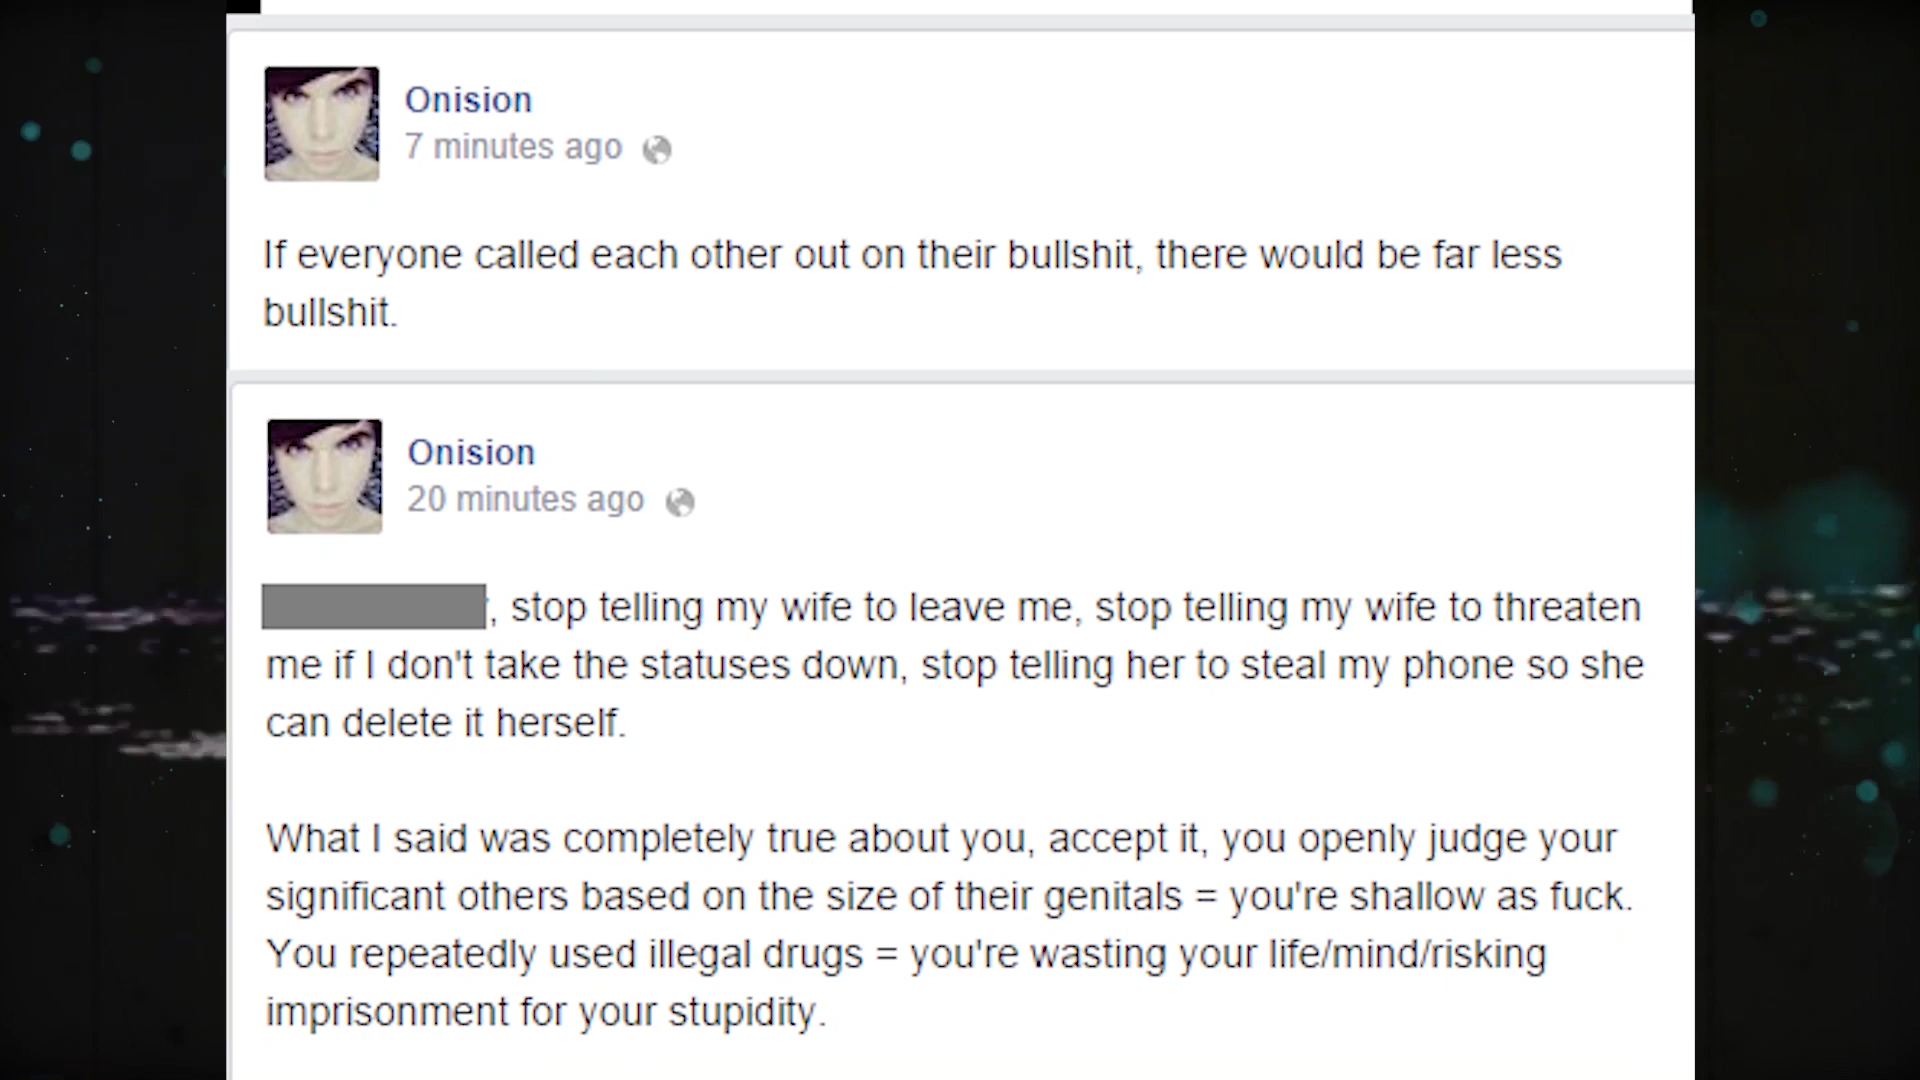 Onision
7 minutes ago
If everyone called each other out on their bullshit, there would be far less
bullshit.
Onision
20 minutes ago
, stop telling my wife to leave me, stop telling my wife to threaten
me if I don't take the statuses down, stop telling her to steal my phone so she
can delete it herself.
What I said was completely true about you, accept it, you openly judge your
significant others based on the size of their genitals = you're shallow as fuck.
You repeatedly used illegal drugs = you're wasting your life/mind/risking
imprisonment for your stupidity.